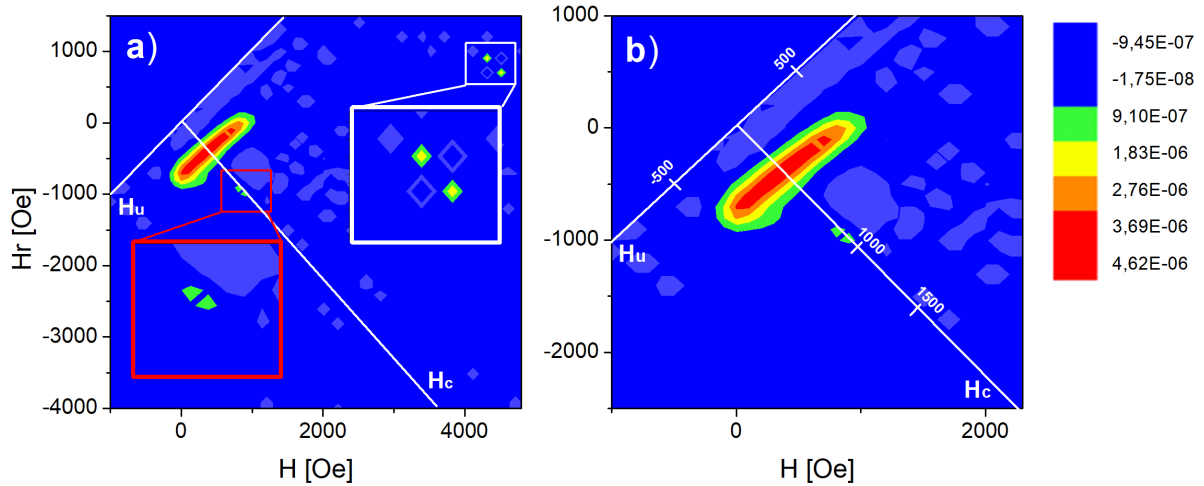 a)
1000
0
-1000
-2000
-3000
-4000
Hr [Oe]
Hu
Hc
0
2000
4000
H [Oe]
b)
1000
0
-1000
-2000
500
-500
1000
1500
Hu
Hc
0
2000
H [Oe]
-9,45E-07
-1,75E-08
9,10E-07
1,83E-06
2,76E-06
3,69E-06
4,62E-06